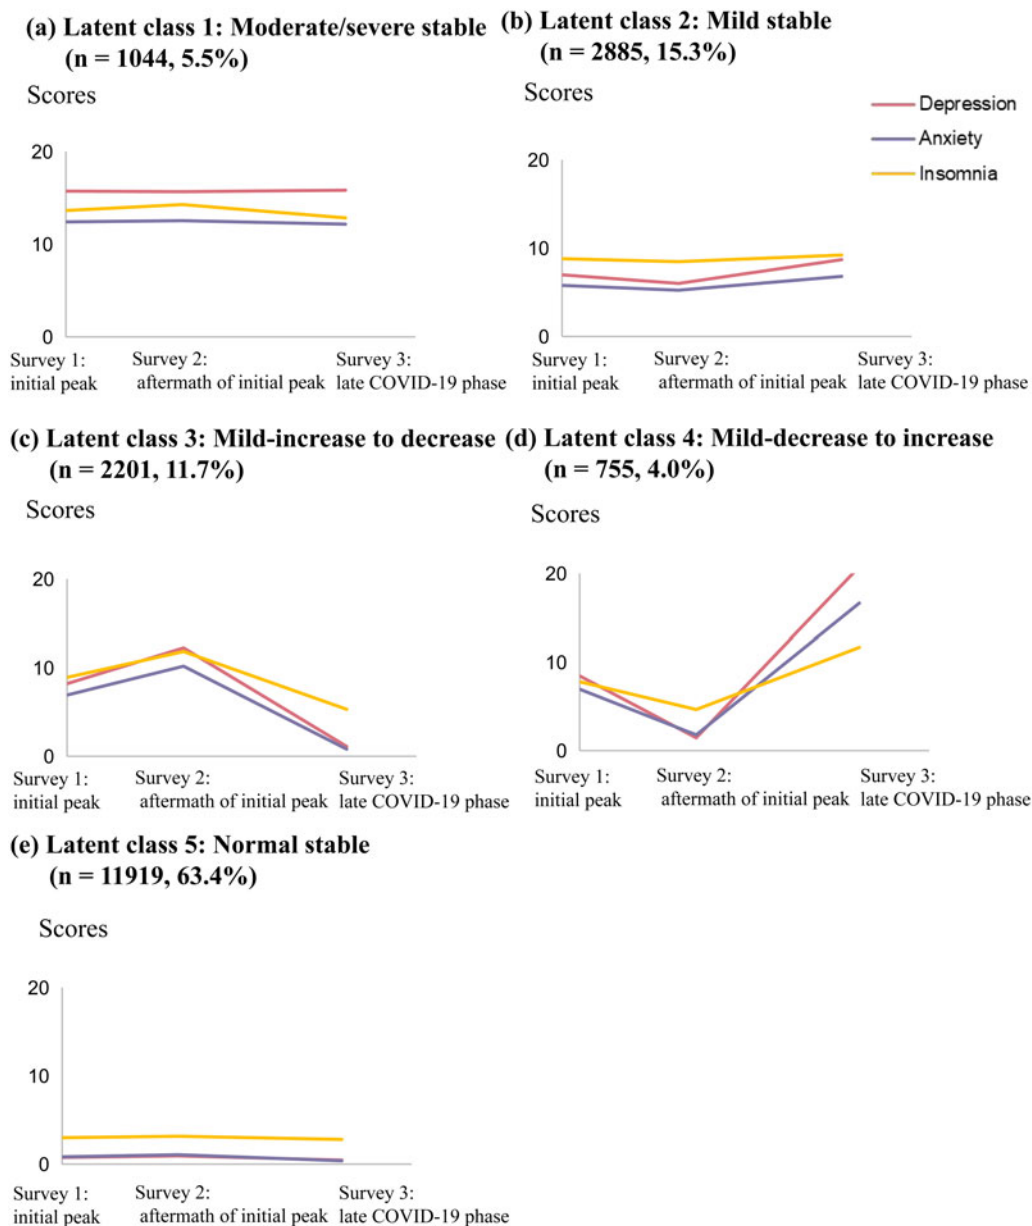 (a) Latent class 1: Moderate/severe stable
(n = 1044, 5.5%)
Scores
20
10
0
Survey 1:
initial peak
Survey 2:
aftermath of initial peak
Survey 3:
late COVID-19 phase
(b) Latent class 2: Mild stable
(n = 2885, 15.3%)
Scores
Depression
Anxiety
Insomnia
20
10
0
Survey 1:
initial peak
Survey 2:
aftermath of initial peak
Survey 3:
late COVID-19 phase
(c) Latent class 3: Mild-increase to decrease
(n = 2201, 11.7%)
Scores
20
10
0
Survey 1:
initial peak
Survey 2:
aftermath of initial peak
Survey 3:
late COVID-19 phase
(d) Latent class 4: Mild-decrease to increase
(n = 755, 4.0%)
Scores
20
10
0
Survey 1:
initial peak
Survey 2:
aftermath of initial peak
Survey 3:
late COVID-19 phase
(e) Latent class 5: Normal stable
(n = 11919, 63.4%)
Scores
20
10
0
Survey 1:
initial peak
Survey 2:
aftermath of initial peak
Survey 3:
late COVID-19 phase